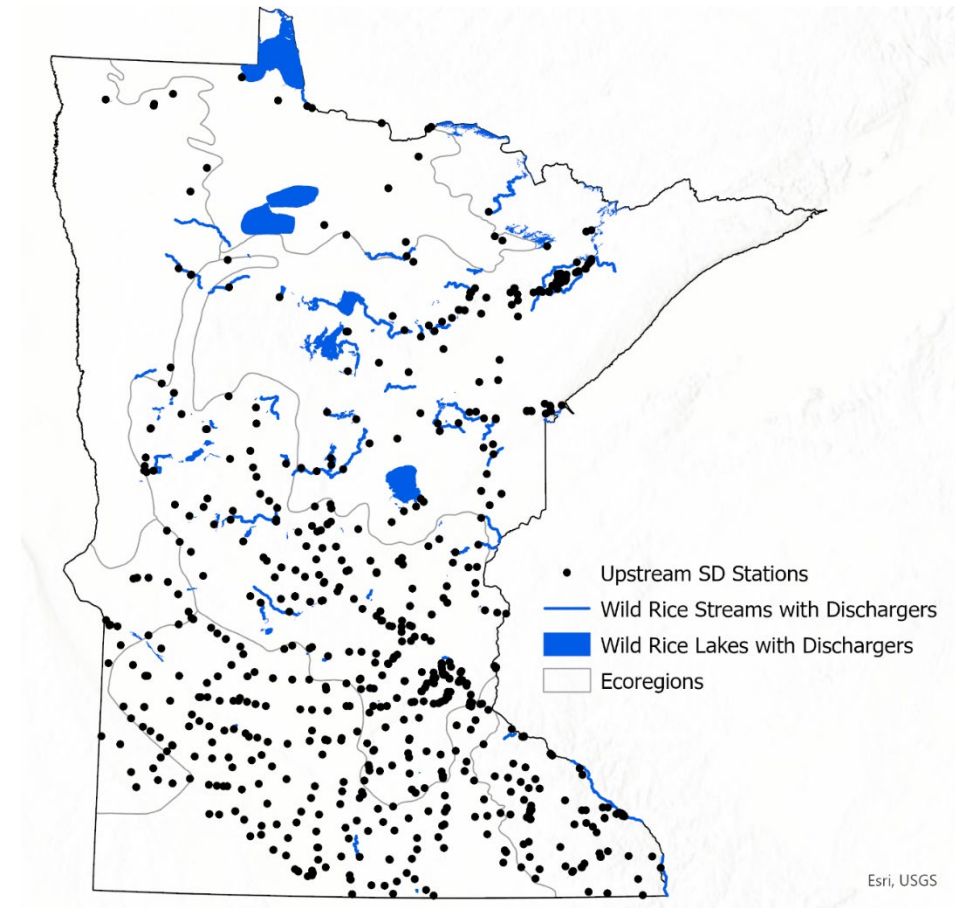 Upstream SD Stations
Wild Rice Streams with Dischargers
Wild Rice Lakes with Dischargers
Ecoregions
Esri, USGS